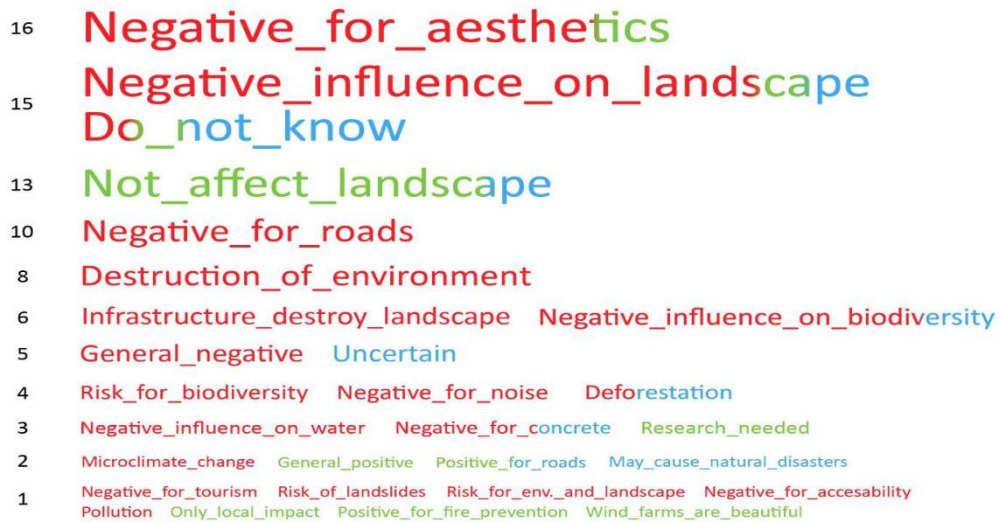 16 Negative_for_aesthetics
15 Negative_influence_on_landscape
Do_not_know
13 Not_affect_landscape
10 Negative_for_roads
8 Destruction_of_environment
6 Infrastructure_destroy_landscape Negative_influence_on_biodiversity
5 General_negative Uncertain
4 Risk_for_biodiversity Negative_for_noise Deforestation
3 Negative_influence_on_water Negative_for_concrete Research_needed
2 Microclimate_change General_positive Positive_for_roads May_cause_natural_disasters
1 Negative_for_tourism Risk_of_landslides Risk_for_env._and_landscape Negative_for_accesability
Pollution Only_local_impact Positive_for_fire_prevention Wind_farms_are_beautiful